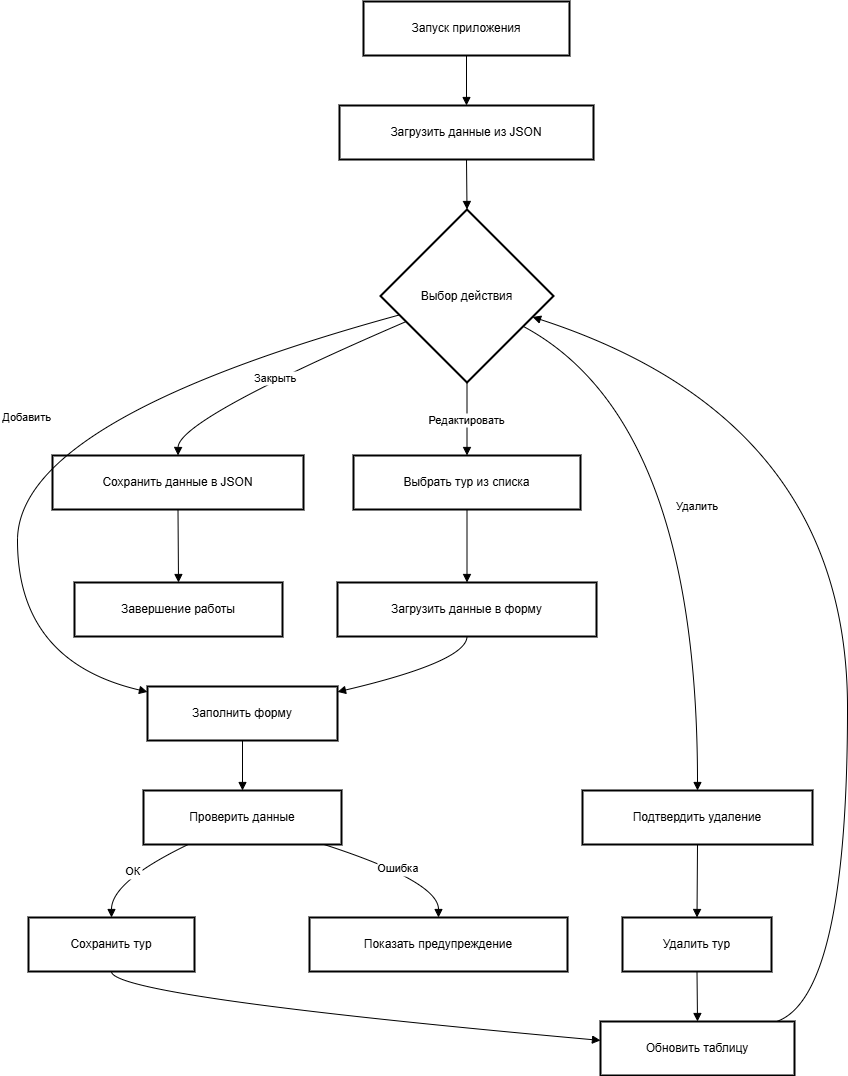 Запуск приложения
Загрузить данные из JSON
Выбор действия
Закрыть
Добавить
Редактировать
Сохранить данные в JSON
Выбрать тур из списка
Удалить
Завершение работы
Загрузить данные в форму
Заполнить форму
Проверить данные
Подтвердить удаление
ОК
Ошибка
Сохранить тур
Показать предупреждение
Удалить тур
Обновить таблицу